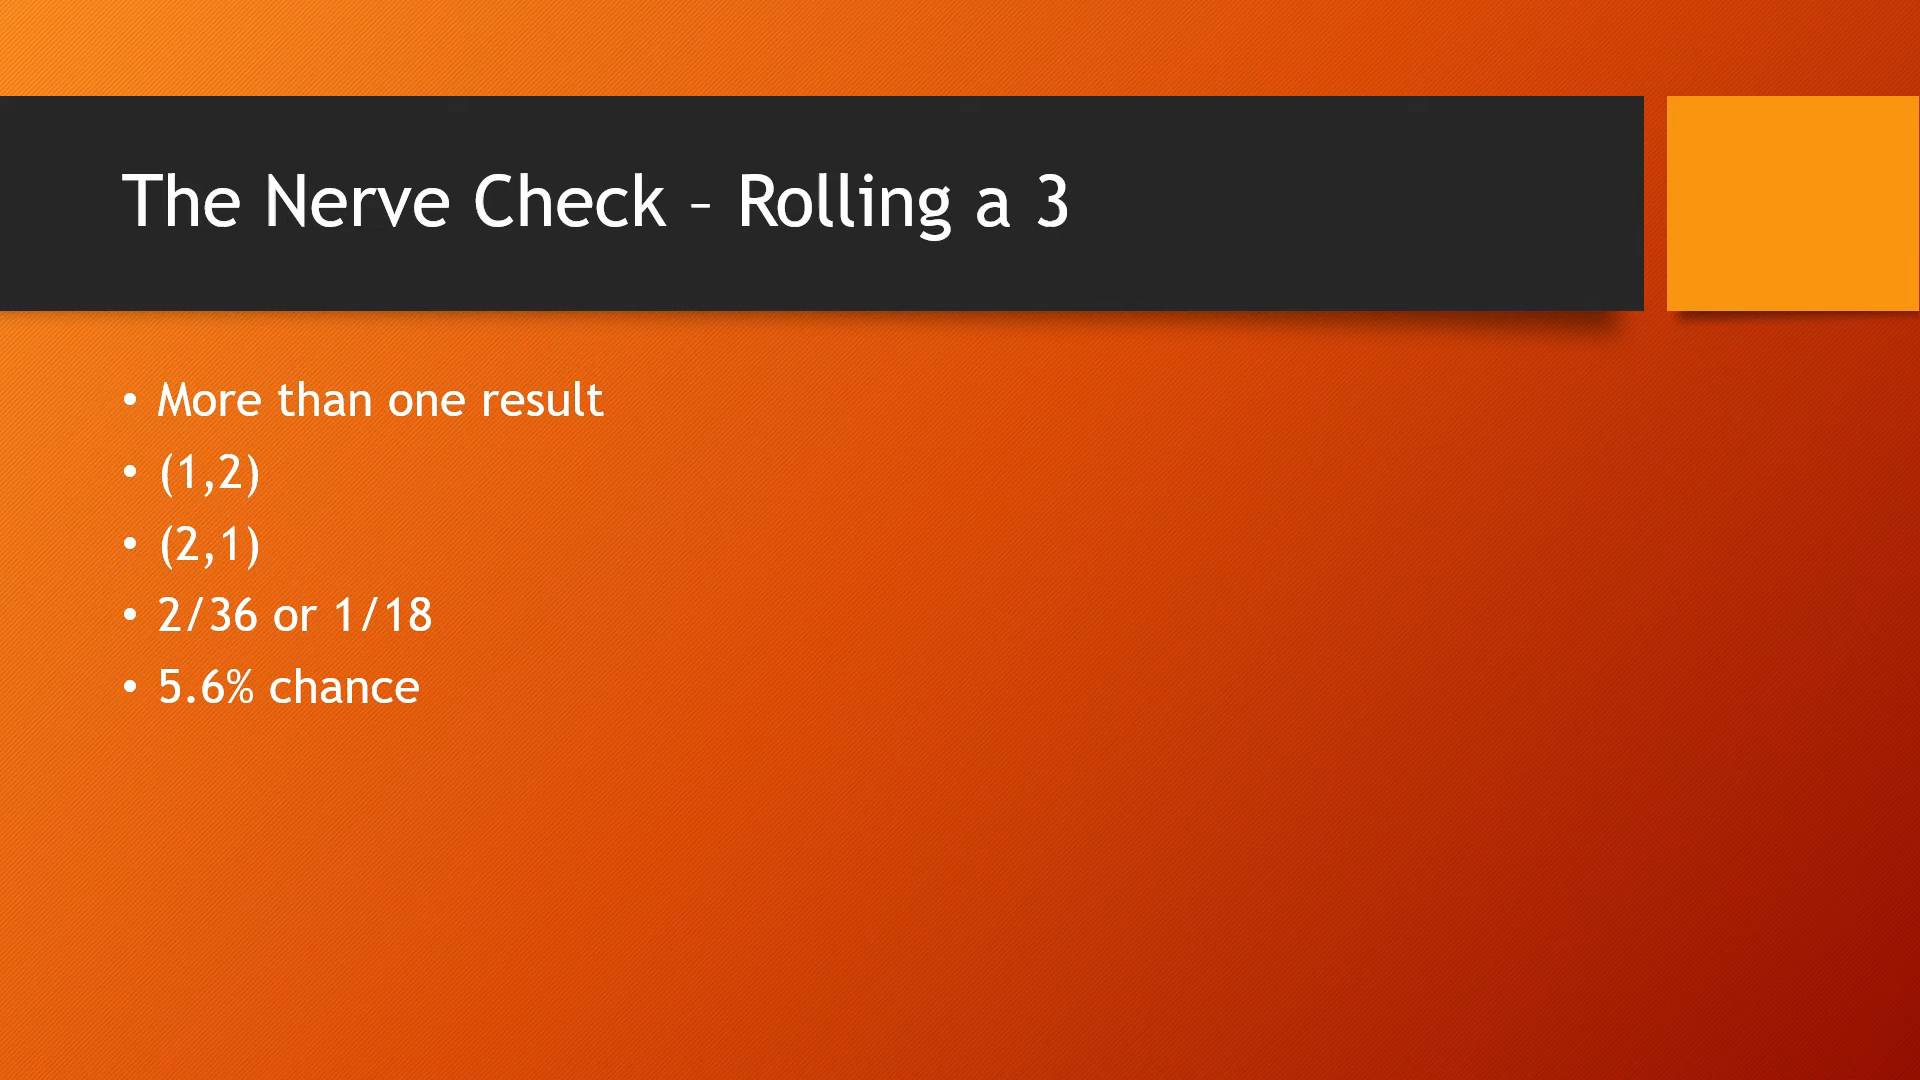 The Nerve Check – Rolling a 3
• More than one result
• (1,2)
• (2,1)
• 2/36 or 1/18
• 5.6% chance